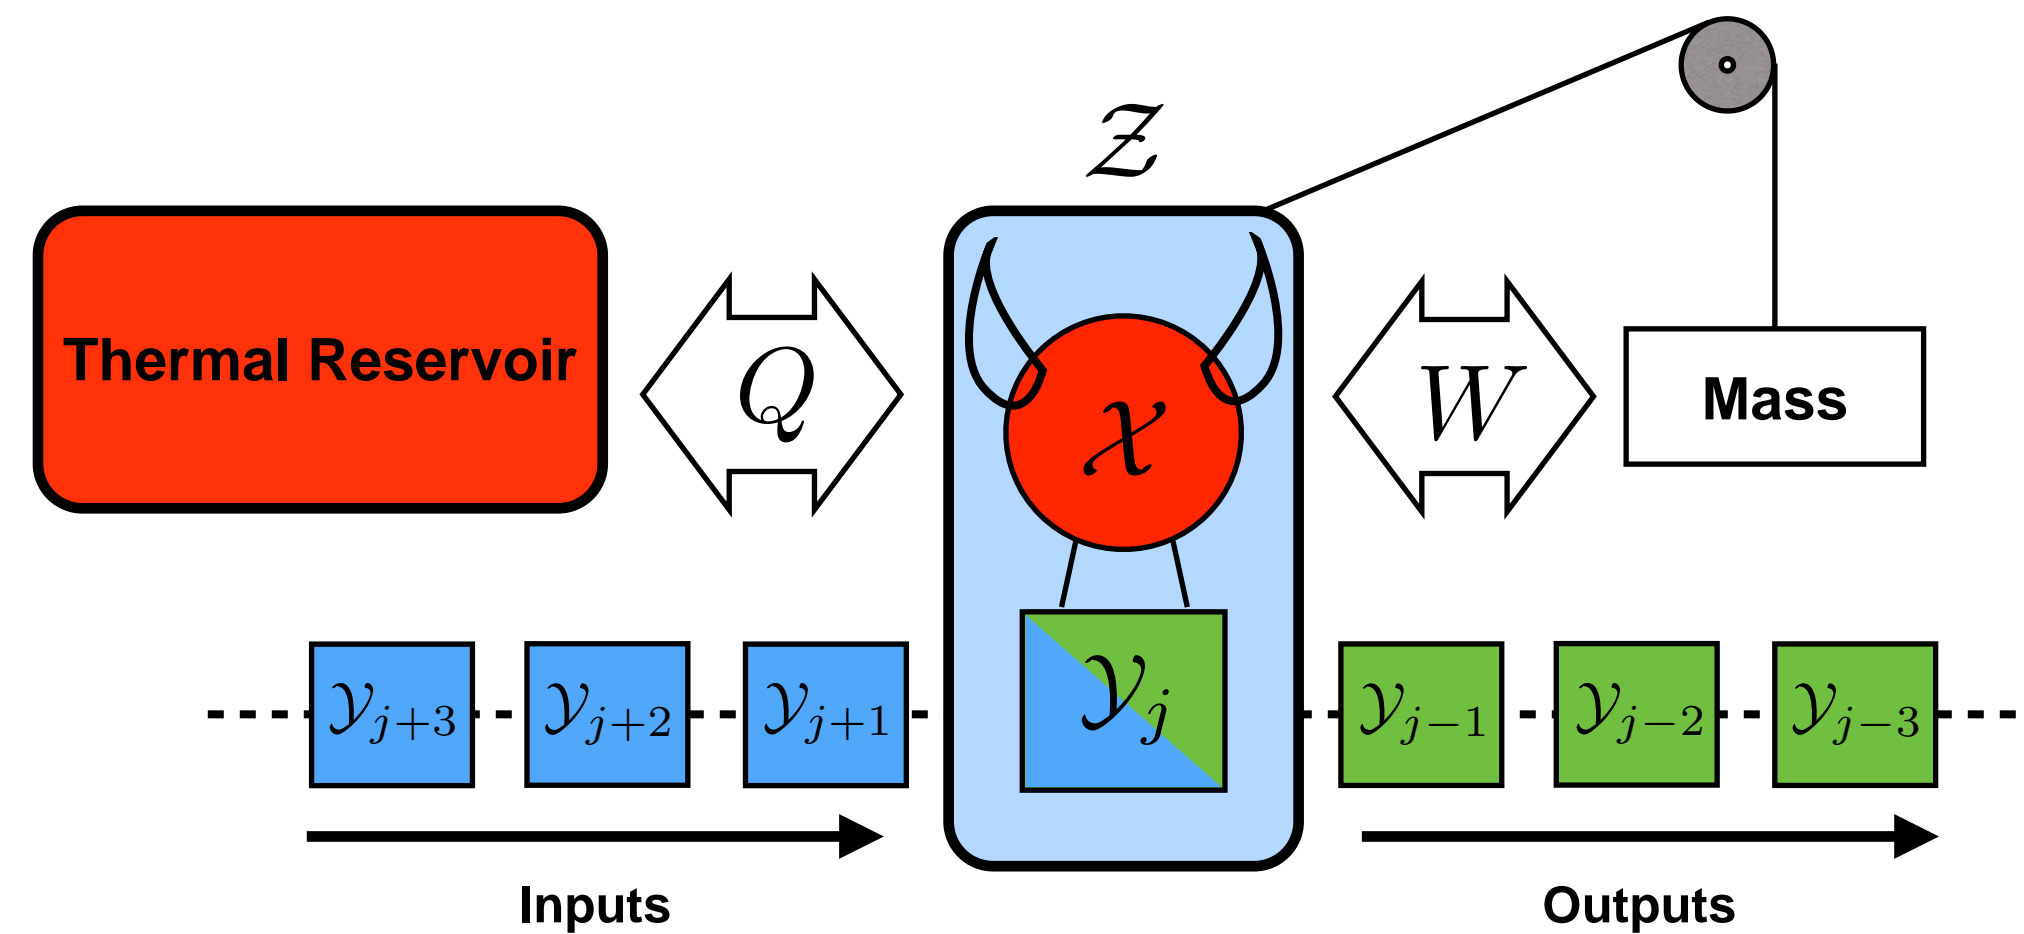 𝒵
Thermal Reservoir
Q
𝒳
W
Mass
𝒴j+3
𝒴j+2
𝒴j+1
𝒴j
𝒴j−1
𝒴j−2
𝒴j−3
Inputs
Outputs